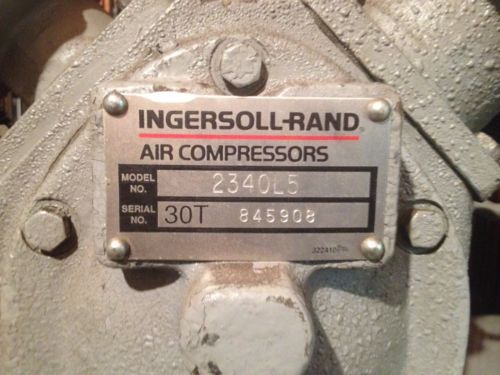 INGERSOLL-RAND®
AIR COMPRESSORS
MODEL NO. 2340L5
SERIAL NO. 30T 845908